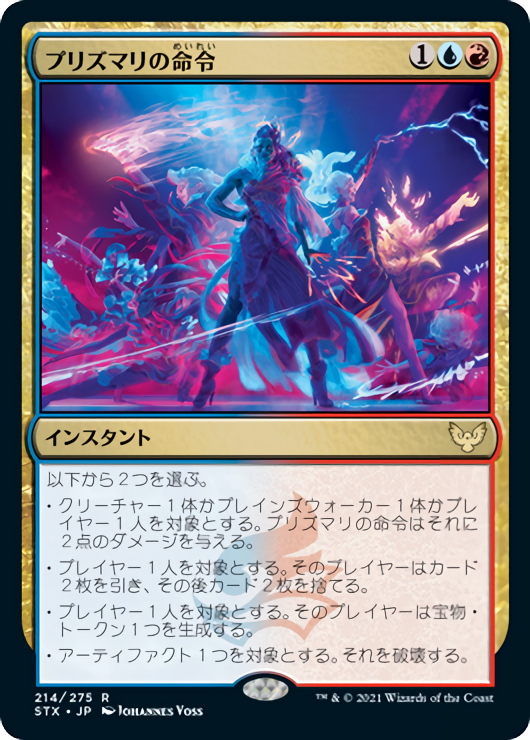 めいれい
プリズマリの命令 1
インスタント
以下から2つを選ぶ。
・クリーチャー1体かプレインズウォーカー1体かプレ
イヤー1人を対象とする。プリズマリの命令はそれに
2点のダメージを与える。
・プレイヤー1人を対象とする。そのプレイヤーはカード
2枚を引き、その後カード2枚を捨てる。
・プレイヤー1人を対象とする。そのプレイヤーは宝物・
トークン1つを生成する。
・アーティファクト1つを対象とする。それを破壊する。
214/275 R
STX • JP Johannes Voss
™ & © 2021 Wizards of the Coast